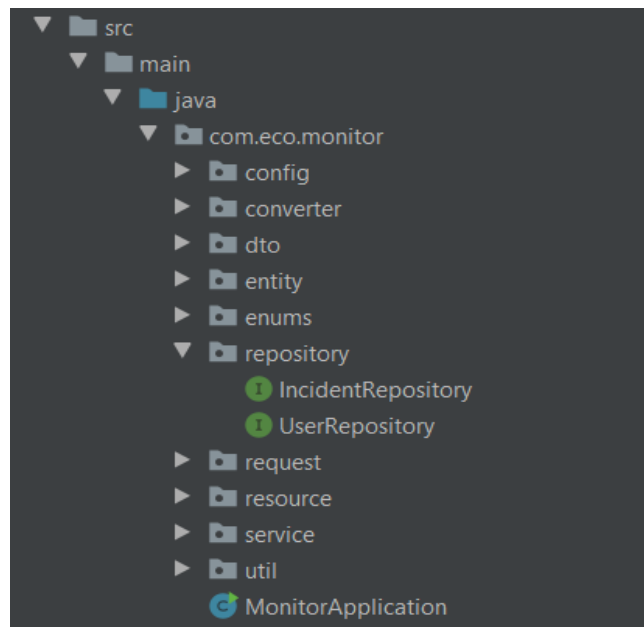 src
main
java
com.eco.monitor
config
converter
dto
entity
enums
repository
I IncidentRepository
I UserRepository
request
resource
service
util
C MonitorApplication